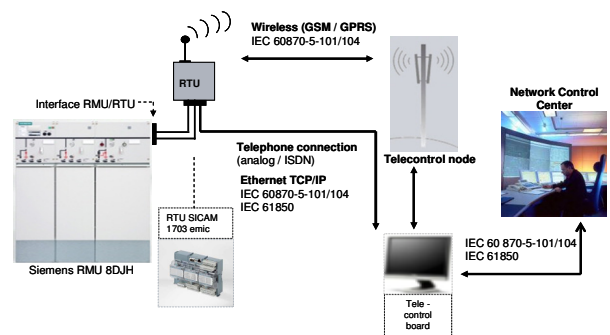 Wireless (GSM / GPRS)
IEC 60870-5-101/104
RTU
Interface RMU/RTU
Network Control
Center
Telephone connection
(analog / ISDN)
Telecontrol node
Ethernet TCP/IP
IEC 60870-5-101/104
IEC 61850
RTU SICAM
1703 emic
IEC 60 870-5-101/104
IEC 61850
Siemens RMU 8DJH
Tele -
control
board